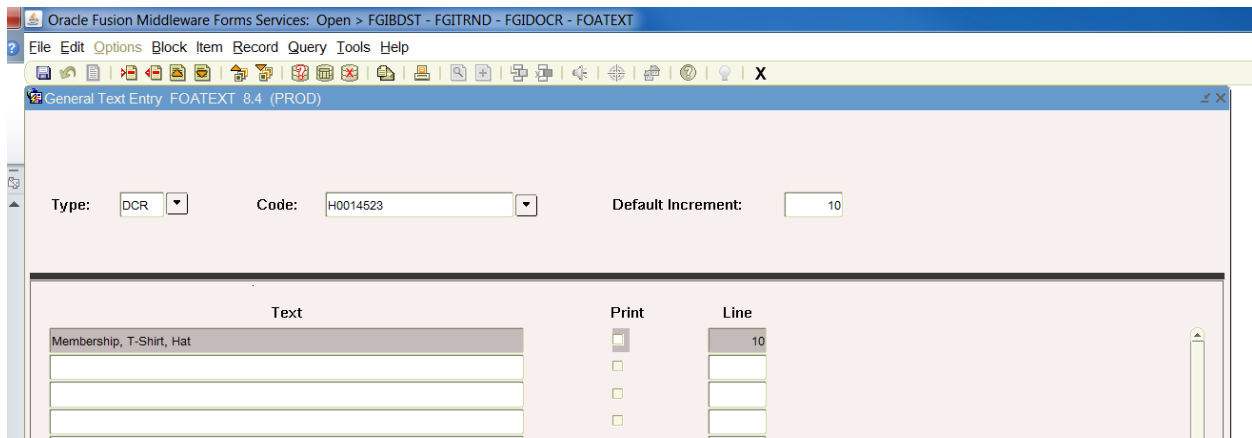 Oracle Fusion Middleware Forms Services: Open > FGIBDST - FGITRND - FGIDOCR - FOATEXT
File Edit Options Block Item Record Query Tools Help
X
General Text Entry FOATEXT 8.4 (PROD)
Type: DCR Code: H0014523 Default Increment: 10
Text Print Line
Membership, T-Shirt, Hat 10